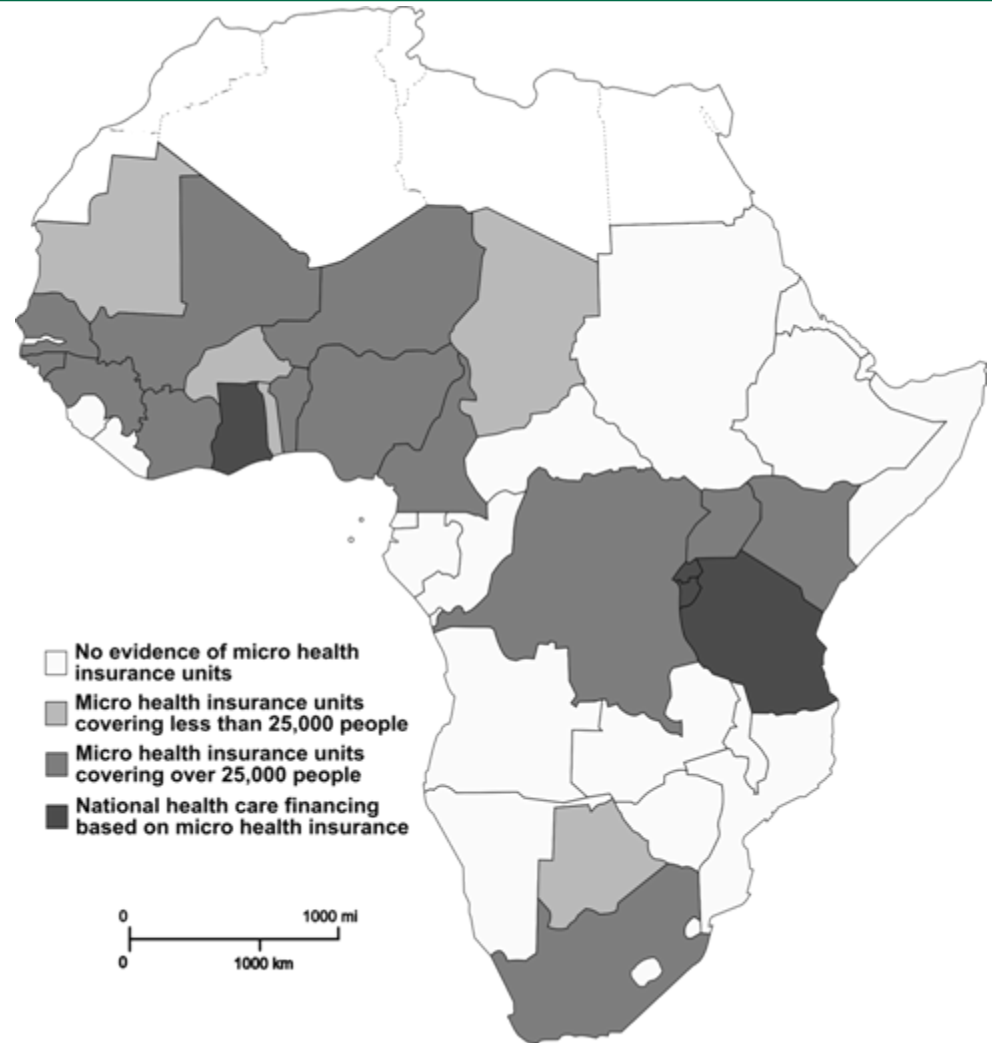 No evidence of micro health
insurance units
Micro health insurance units
covering less than 25,000 people
Micro health insurance units
covering over 25,000 people
National health care financing
based on micro health insurance
0 1000 mi
0 1000 km